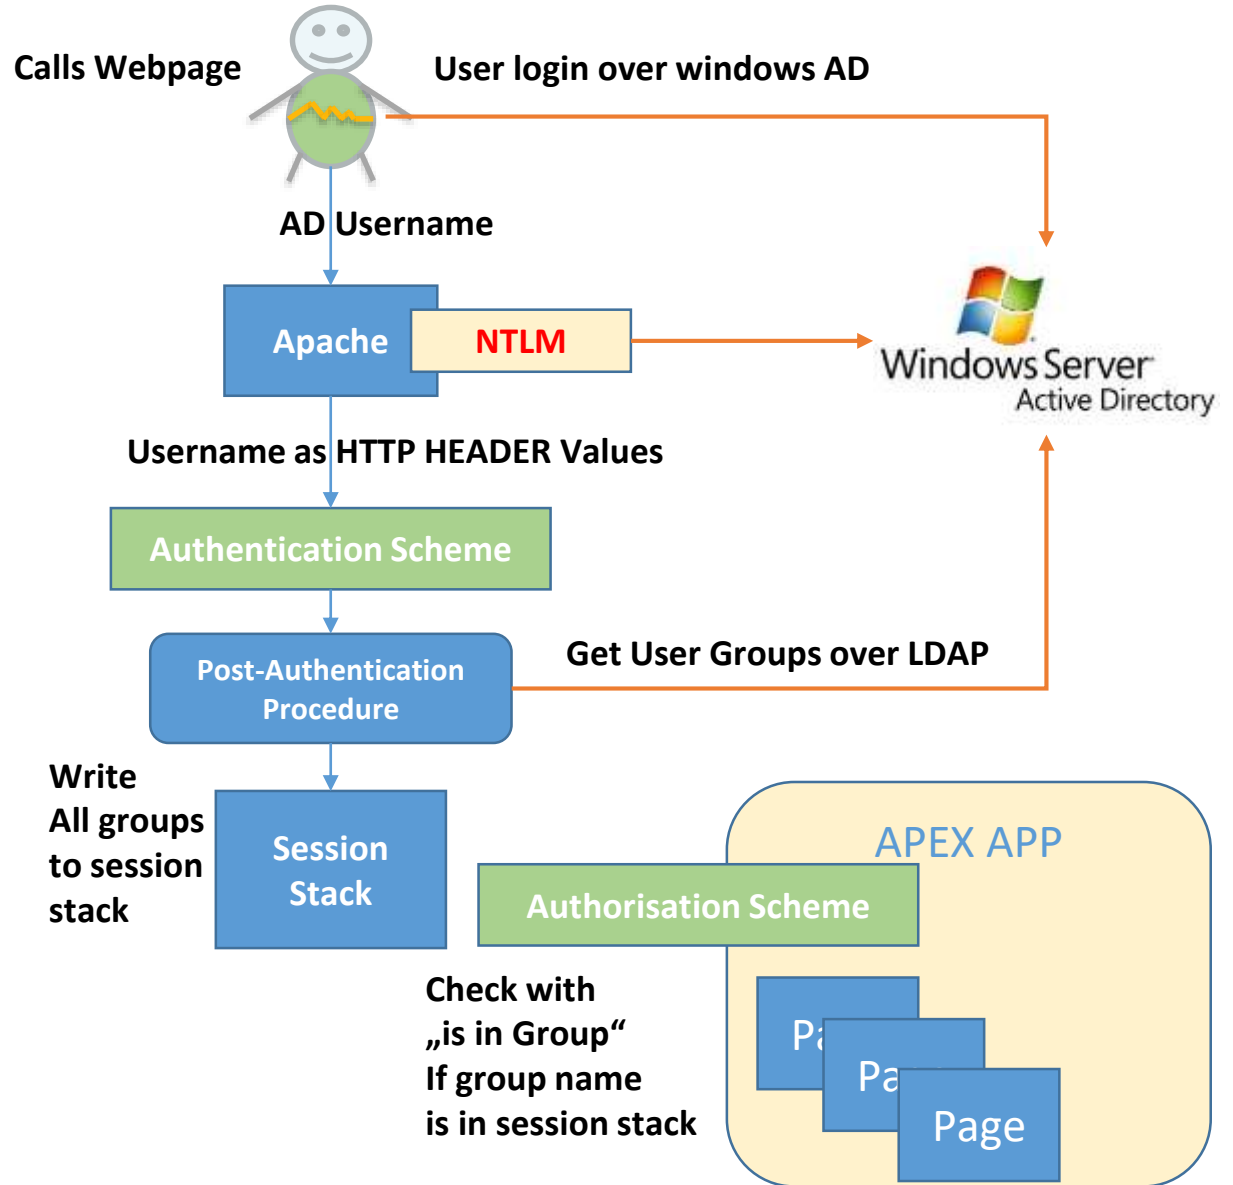 Calls Webpage
User login over windows AD
AD Username
Apache
NTLM
Windows Server
Active Directory
Username as HTTP HEADER Values
Authentication Scheme
Post-Authentication
Procedure
Get User Groups over LDAP
Write
All groups
to session
stack
Session
Stack
APEX APP
Authorisation Scheme
Check with
„is in Group“
If group name
is in session stack
Pa
Pa
Page